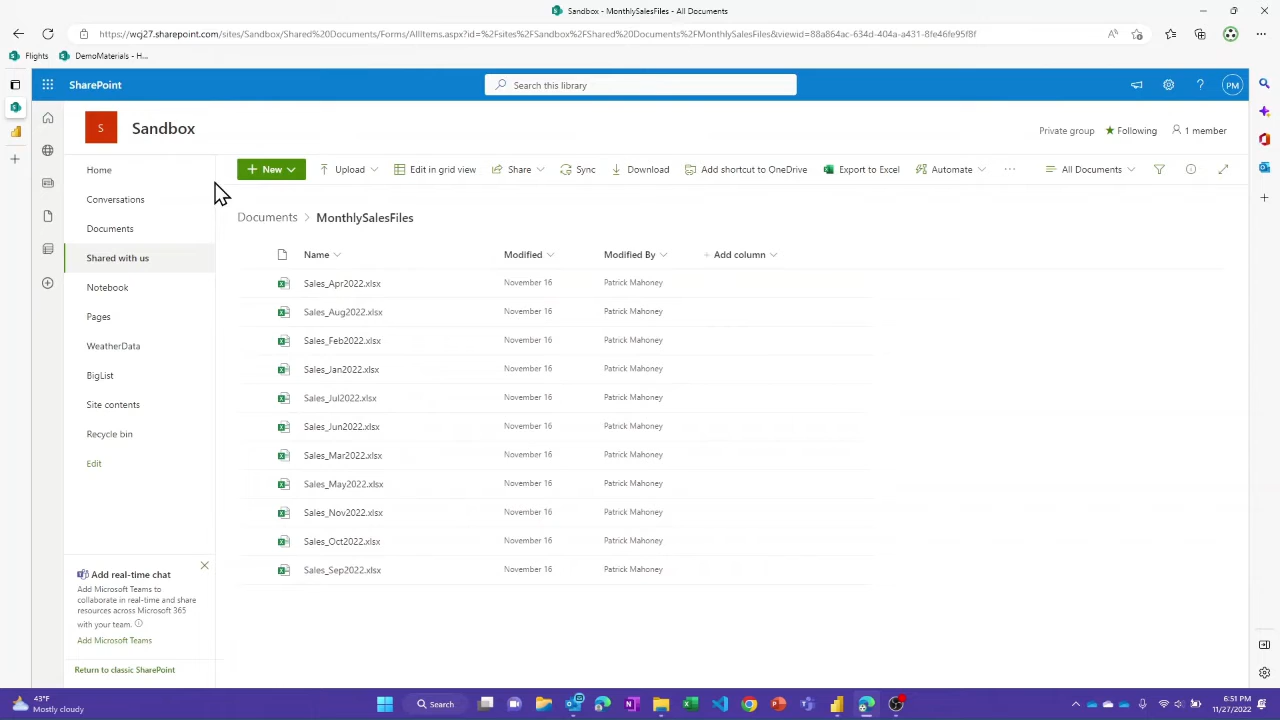 Sandbox - MonthlySalesFiles - All Documents
https://wcj27.sharepoint.com/sites/Sandbox/Shared%20Documents/Forms/AllItems.aspx?id=%2Fsites%2FSandbox%2FShared%20Documents%2FMonthlySalesFiles&viewid=88a864ac-634d-404a-a431-8fe46fe95f8f
Flights
DemoMaterials - H...
SharePoint
Search this library
PM
S
Sandbox
Private group
Following
1 member
Home
Conversations
Documents
Shared with us
Notebook
Pages
WeatherData
BigList
Site contents
Recycle bin
Edit
New
Upload
Edit in grid view
Share
Sync
Download
Add shortcut to OneDrive
Export to Excel
Automate
All Documents
Documents > MonthlySalesFiles
Name Modified Modified By + Add column
Sales_Apr2022.xlsx November 16 Patrick Mahoney
Sales_Aug2022.xlsx November 16 Patrick Mahoney
Sales_Feb2022.xlsx November 16 Patrick Mahoney
Sales_Jan2022.xlsx November 16 Patrick Mahoney
Sales_Jul2022.xlsx November 16 Patrick Mahoney
Sales_Jun2022.xlsx November 16 Patrick Mahoney
Sales_Mar2022.xlsx November 16 Patrick Mahoney
Sales_May2022.xlsx November 16 Patrick Mahoney
Sales_Nov2022.xlsx November 16 Patrick Mahoney
Sales_Oct2022.xlsx November 16 Patrick Mahoney
Sales_Sep2022.xlsx November 16 Patrick Mahoney
Add real-time chat
Add Microsoft Teams to
collaborate in real-time and share
resources across Microsoft 365
with your team.
Add Microsoft Teams
Return to classic SharePoint
43°F
Mostly cloudy
Search
6:51 PM
11/27/2022